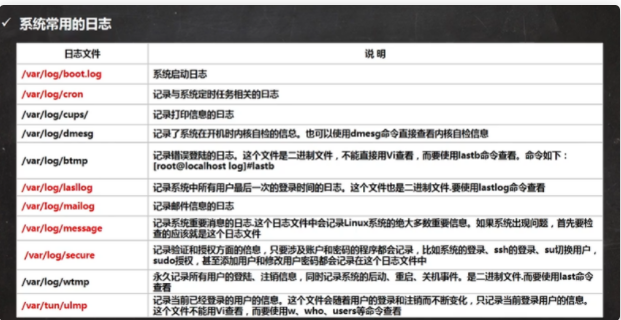 ✓ 系统常用的日志
日志文件 说 明
/var/log/boot.log 系统启动日志
/var/log/cron 记录与系统定时任务相关的日志
/var/log/cups/ 记录打印信息的日志
/var/log/dmesg 记录了系统在开机时内核自检的信总。也可以使用dmesg命令直接查看内核自检信息
/var/log/btmp 记录错误登陆的日志。这个文件是二进制文件，不能直接用Vi查看，而要使用lastb命令查看。命令如下：
[root@localhost log]#lastb
/var/log/lasllog 记录系统中所有用户最后一次的登录时间的日志。这个文件也是二进制文件.要使用lastlog命令查看
/var/log/mailog 记录邮件信息的日志
/var/log/message 记录系统重要消息的日志.这个日志文件中会记录Linux系统的绝大多数重要信息。如果系统出现问题，首先要检
查的应该就是这个日志文件
/var/log/secure 记录验证和授权方面的信息，只要涉及账户和密码的程序都会记录，比如系统的登录、ssh的登录、su切换用户，
sudo授权，甚至添加用户和修改用户密码都会记录在这个日志文件中
/var/log/wtmp 永久记录所有用户的登陆、注销信息，同时记录系统的后动、重启、关机事件。是二进制文件.而要使用last命令
查看
/var/tun/ulmp 记录当前已经登录的用户的信息。这个文件会随着用户的登录和注销而不断变化，只记录当前登录用户的信息。
这个文件不能用Vi查看，而要使用w、who、users等命令查看